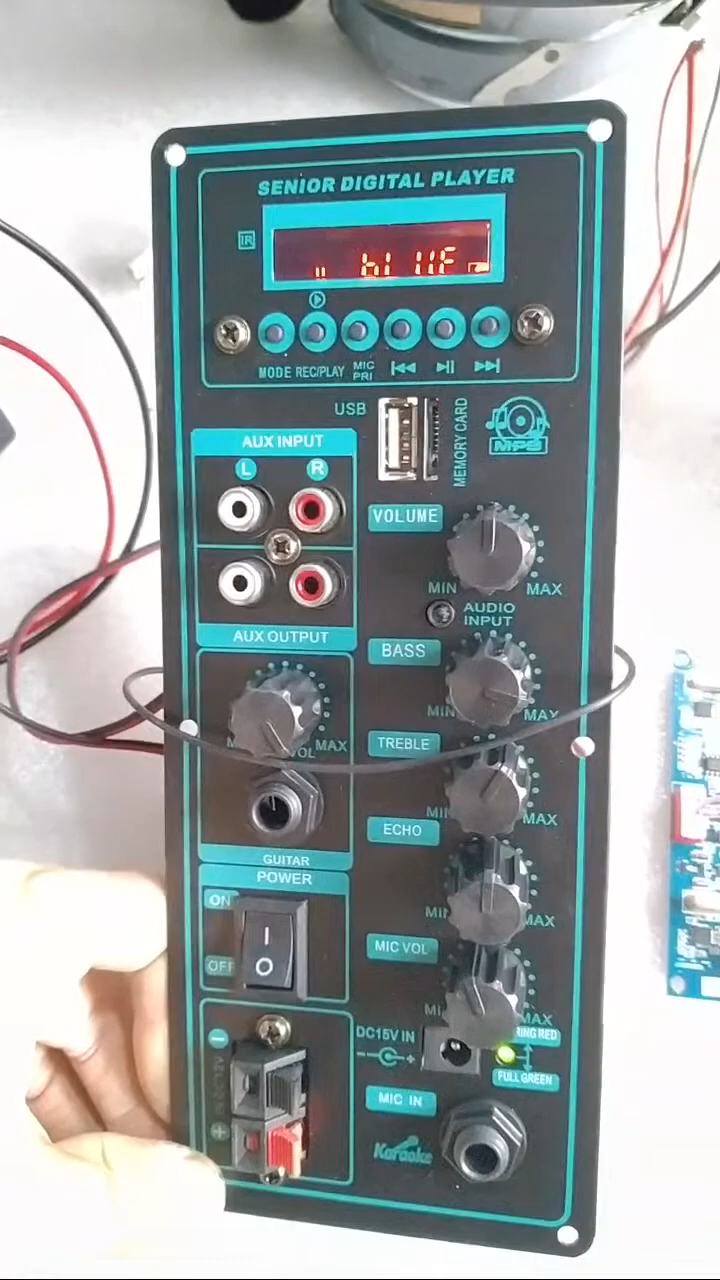 SENIOR DIGITAL PLAYER
IR
MODE REC/PLAY MIC PRI
USB
MEMORY CARD
MP3
AUX INPUT
L R
VOLUME
MIN MAX
AUDIO INPUT
AUX OUTPUT
BASS
MIN MAX
MAX
TREBLE
MAX
GUITAR
ECHO
MAX
POWER
ON
OFF
MIC VOL
MAX
DC15V IN
RED
FULL GREEN
MIC IN
Karaoke